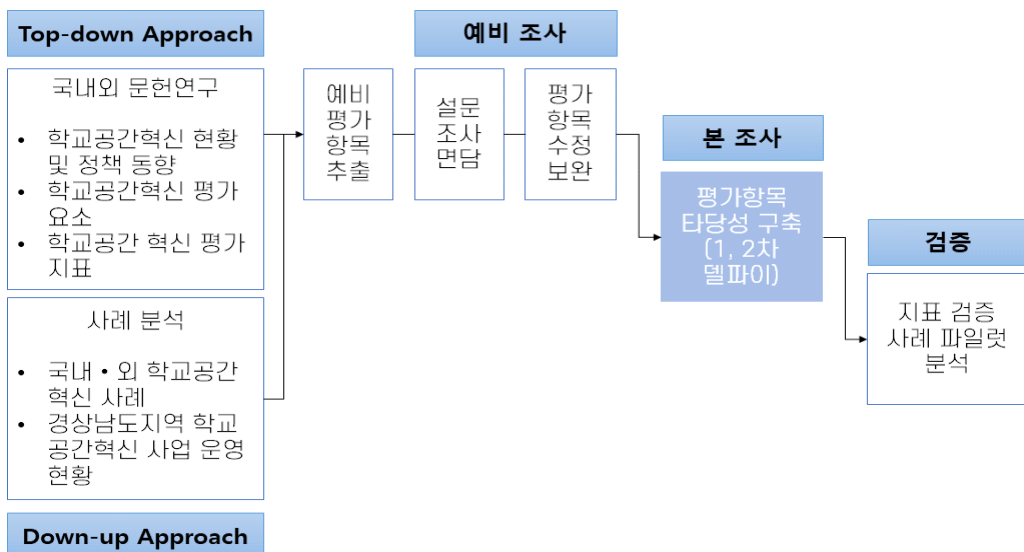 Top-down Approach
국내외 문헌연구
• 학교공간혁신 현황
및 정책 동향
• 학교공간혁신 평가
요소
• 학교공간 혁신 평가
지표
사례 분석
• 국내•외 학교공간
혁신 사례
• 경상남도지역 학교
공간혁신 사업 운영
현황
Down-up Approach
예비
평가
항목
추출
예비 조사
설문
조사
면담
평가
항목
수정
보완
본 조사
평가항목
타당성 구축
(1, 2차
델파이)
검증
지표 검증
사례 파일럿
분석